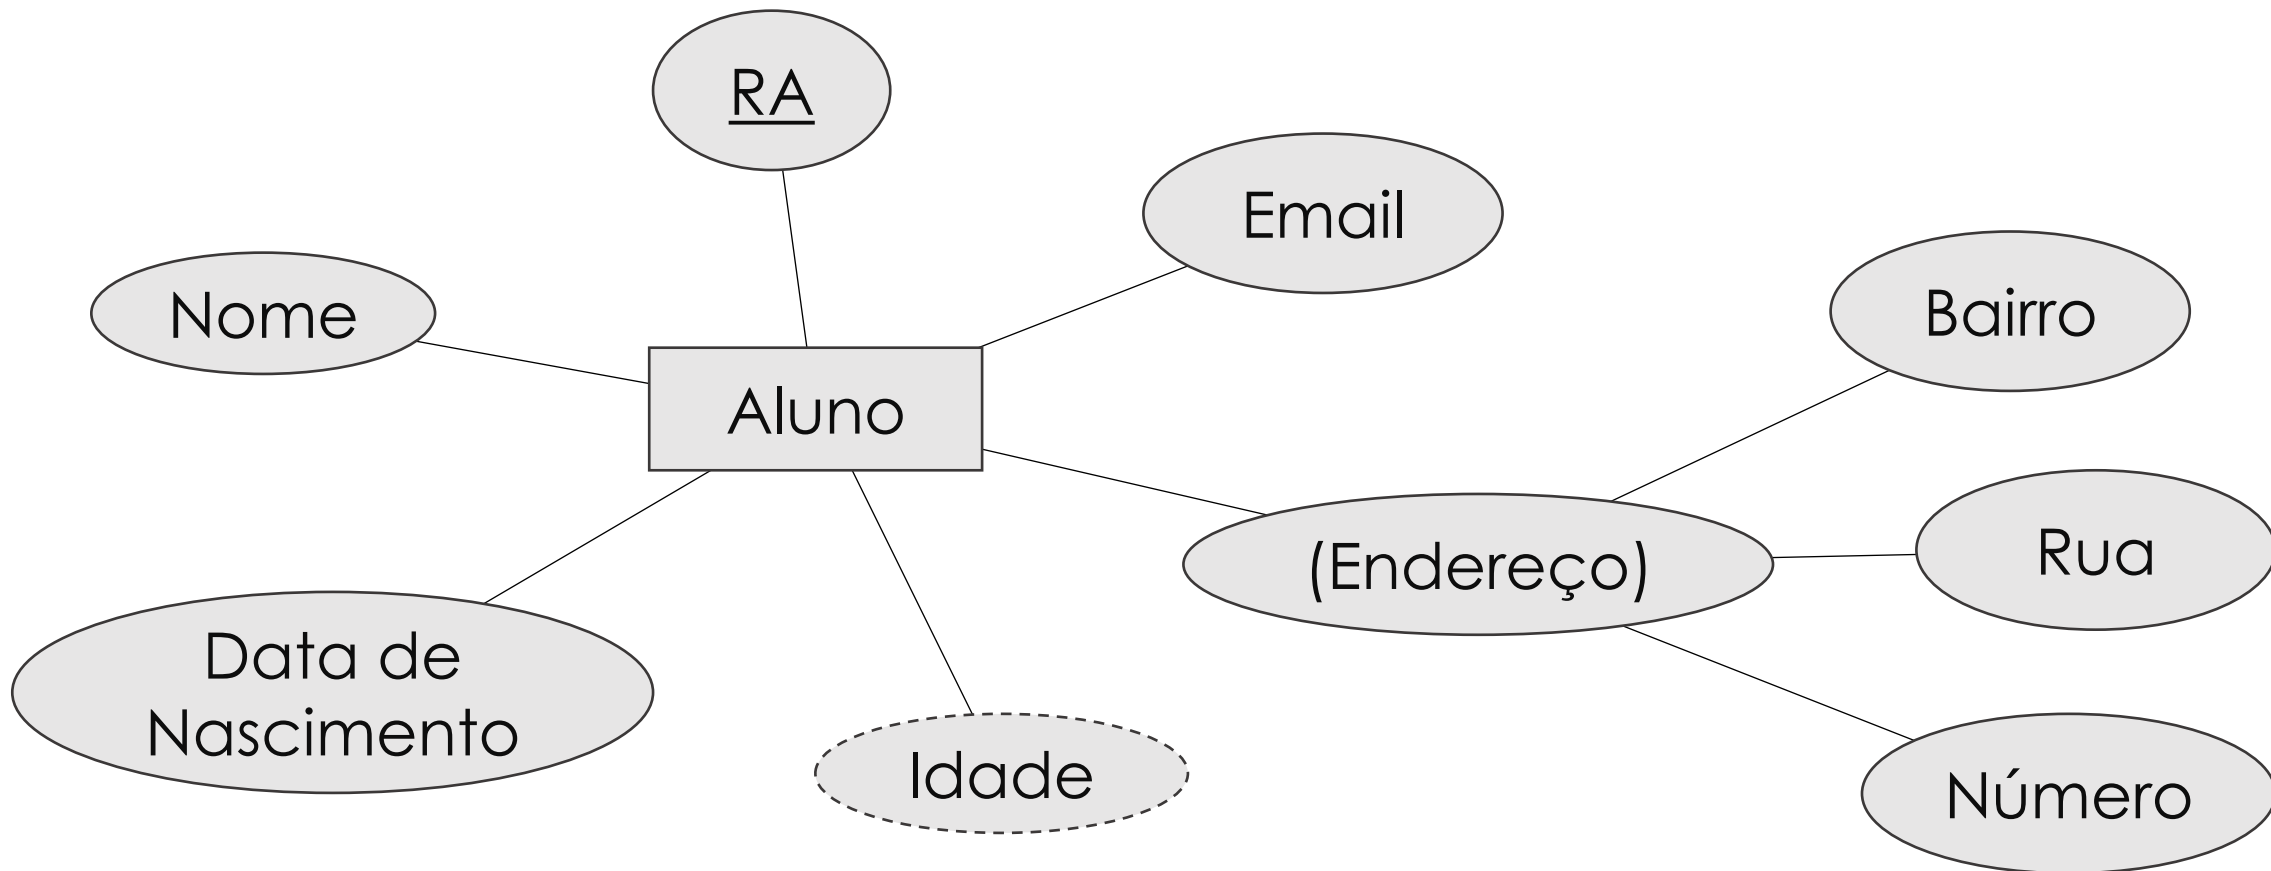 RA
Email
Nome
Bairro
Aluno
Rua
(Endereço)
Data de
Nascimento
Idade
Número